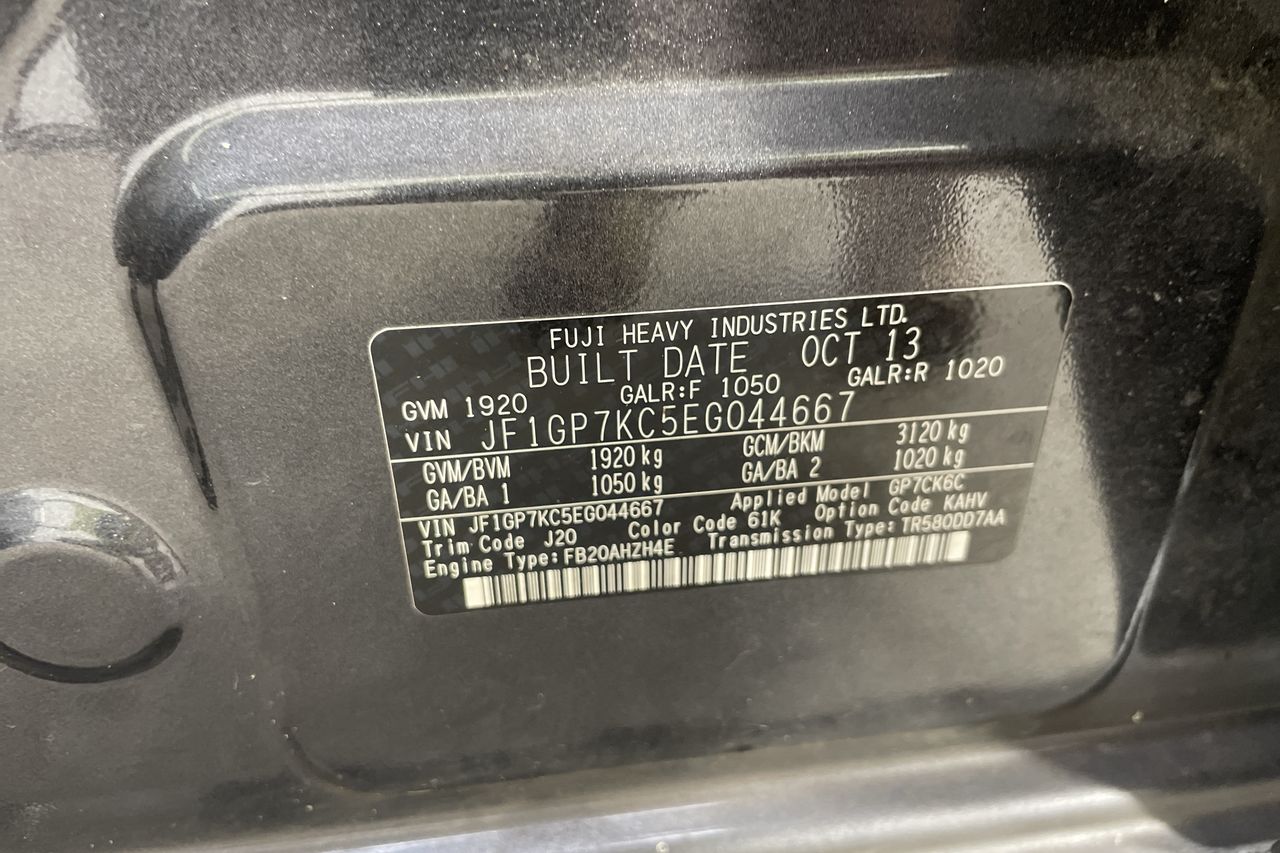 FUJI HEAVY INDUSTRIES LTD.
BUILT DATE OCT 13
GVM 1920 GALR:F 1050 GALR:R 1020
VIN JF1GP7KC5EG044667
GVM/BVM 1920 kg GCM/BKM 3120 kg
GA/BA 1 1050 kg GA/BA 2 1020 kg
VIN JF1GP7KC5EG044667 Applied Model GP7CK6C
Trim Code J20 Color Code 61K Option Code KAHV
Engine Type:FB20AHZH4E Transmission Type:TR580DD7AA